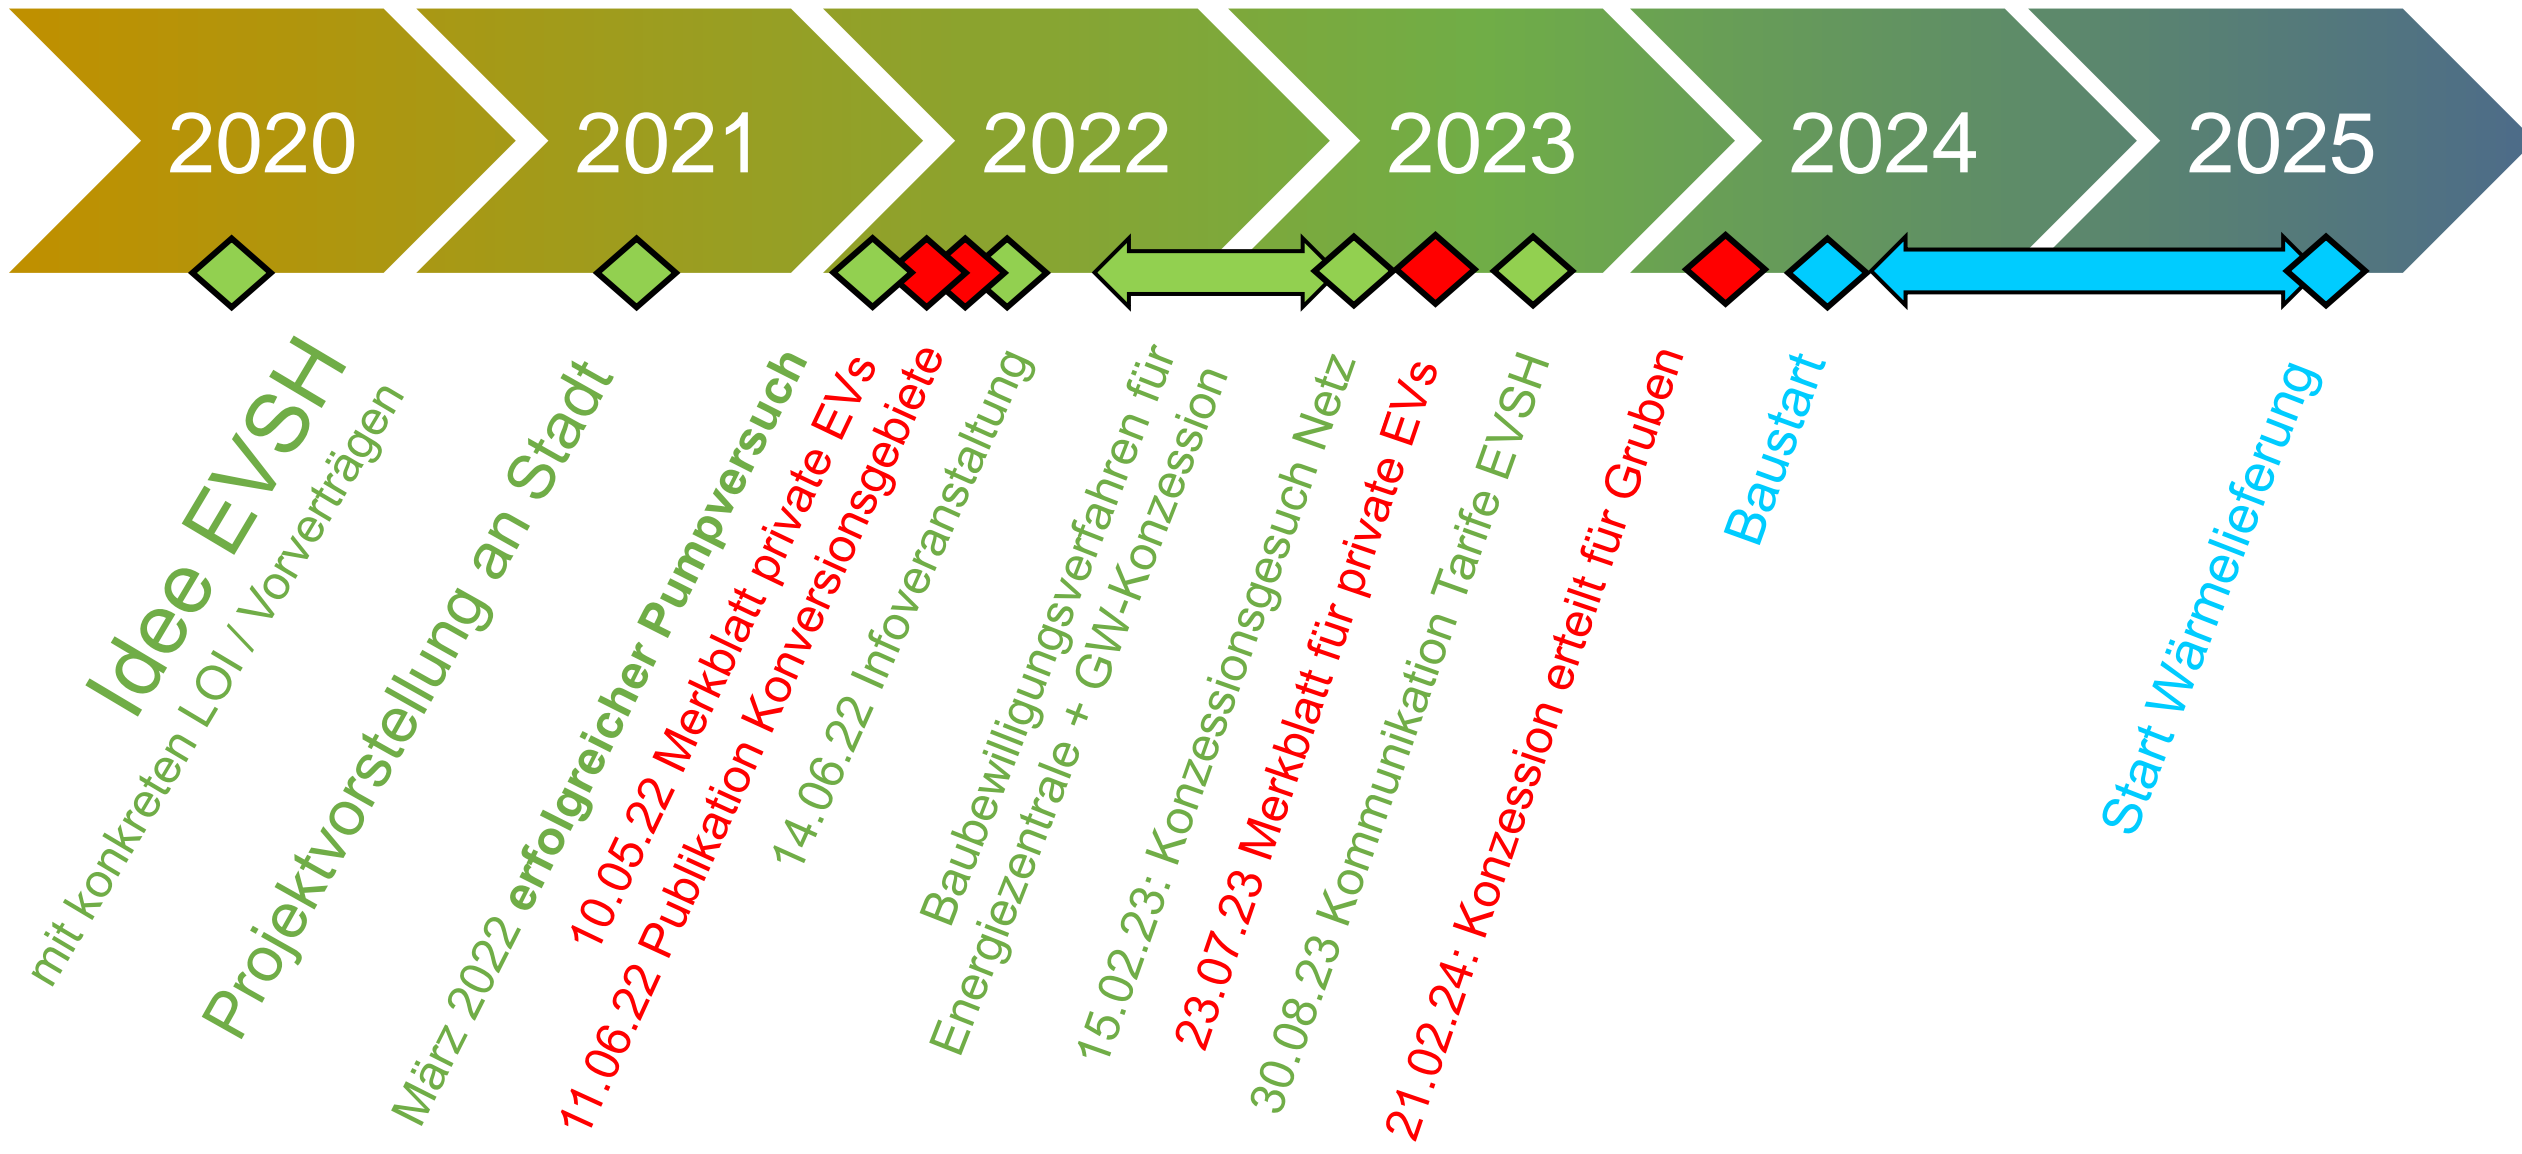 2020
2021
2022
2023
2024
2025
Idee EVSH
mit konkreten LOI / Vorverträgen
Projektvorstellung an Stadt
März 2022 erfolgreicher Pumpversuch
10.05.22 Merkblatt private EVs
11.06.22 Publikation Konversionsgebiete
14.06.22 Infoveranstaltung
Baubewilligungsverfahren für
Energiezentrale + GW-Konzession
15.02.23: Konzessionsgesuch Netz
23.07.23 Merkblatt für private EVs
30.08.23 Kommunikation Tarife EVSH
21.02.24: Konzession erteilt für Gruben
Baustart
Start Wärmelieferung